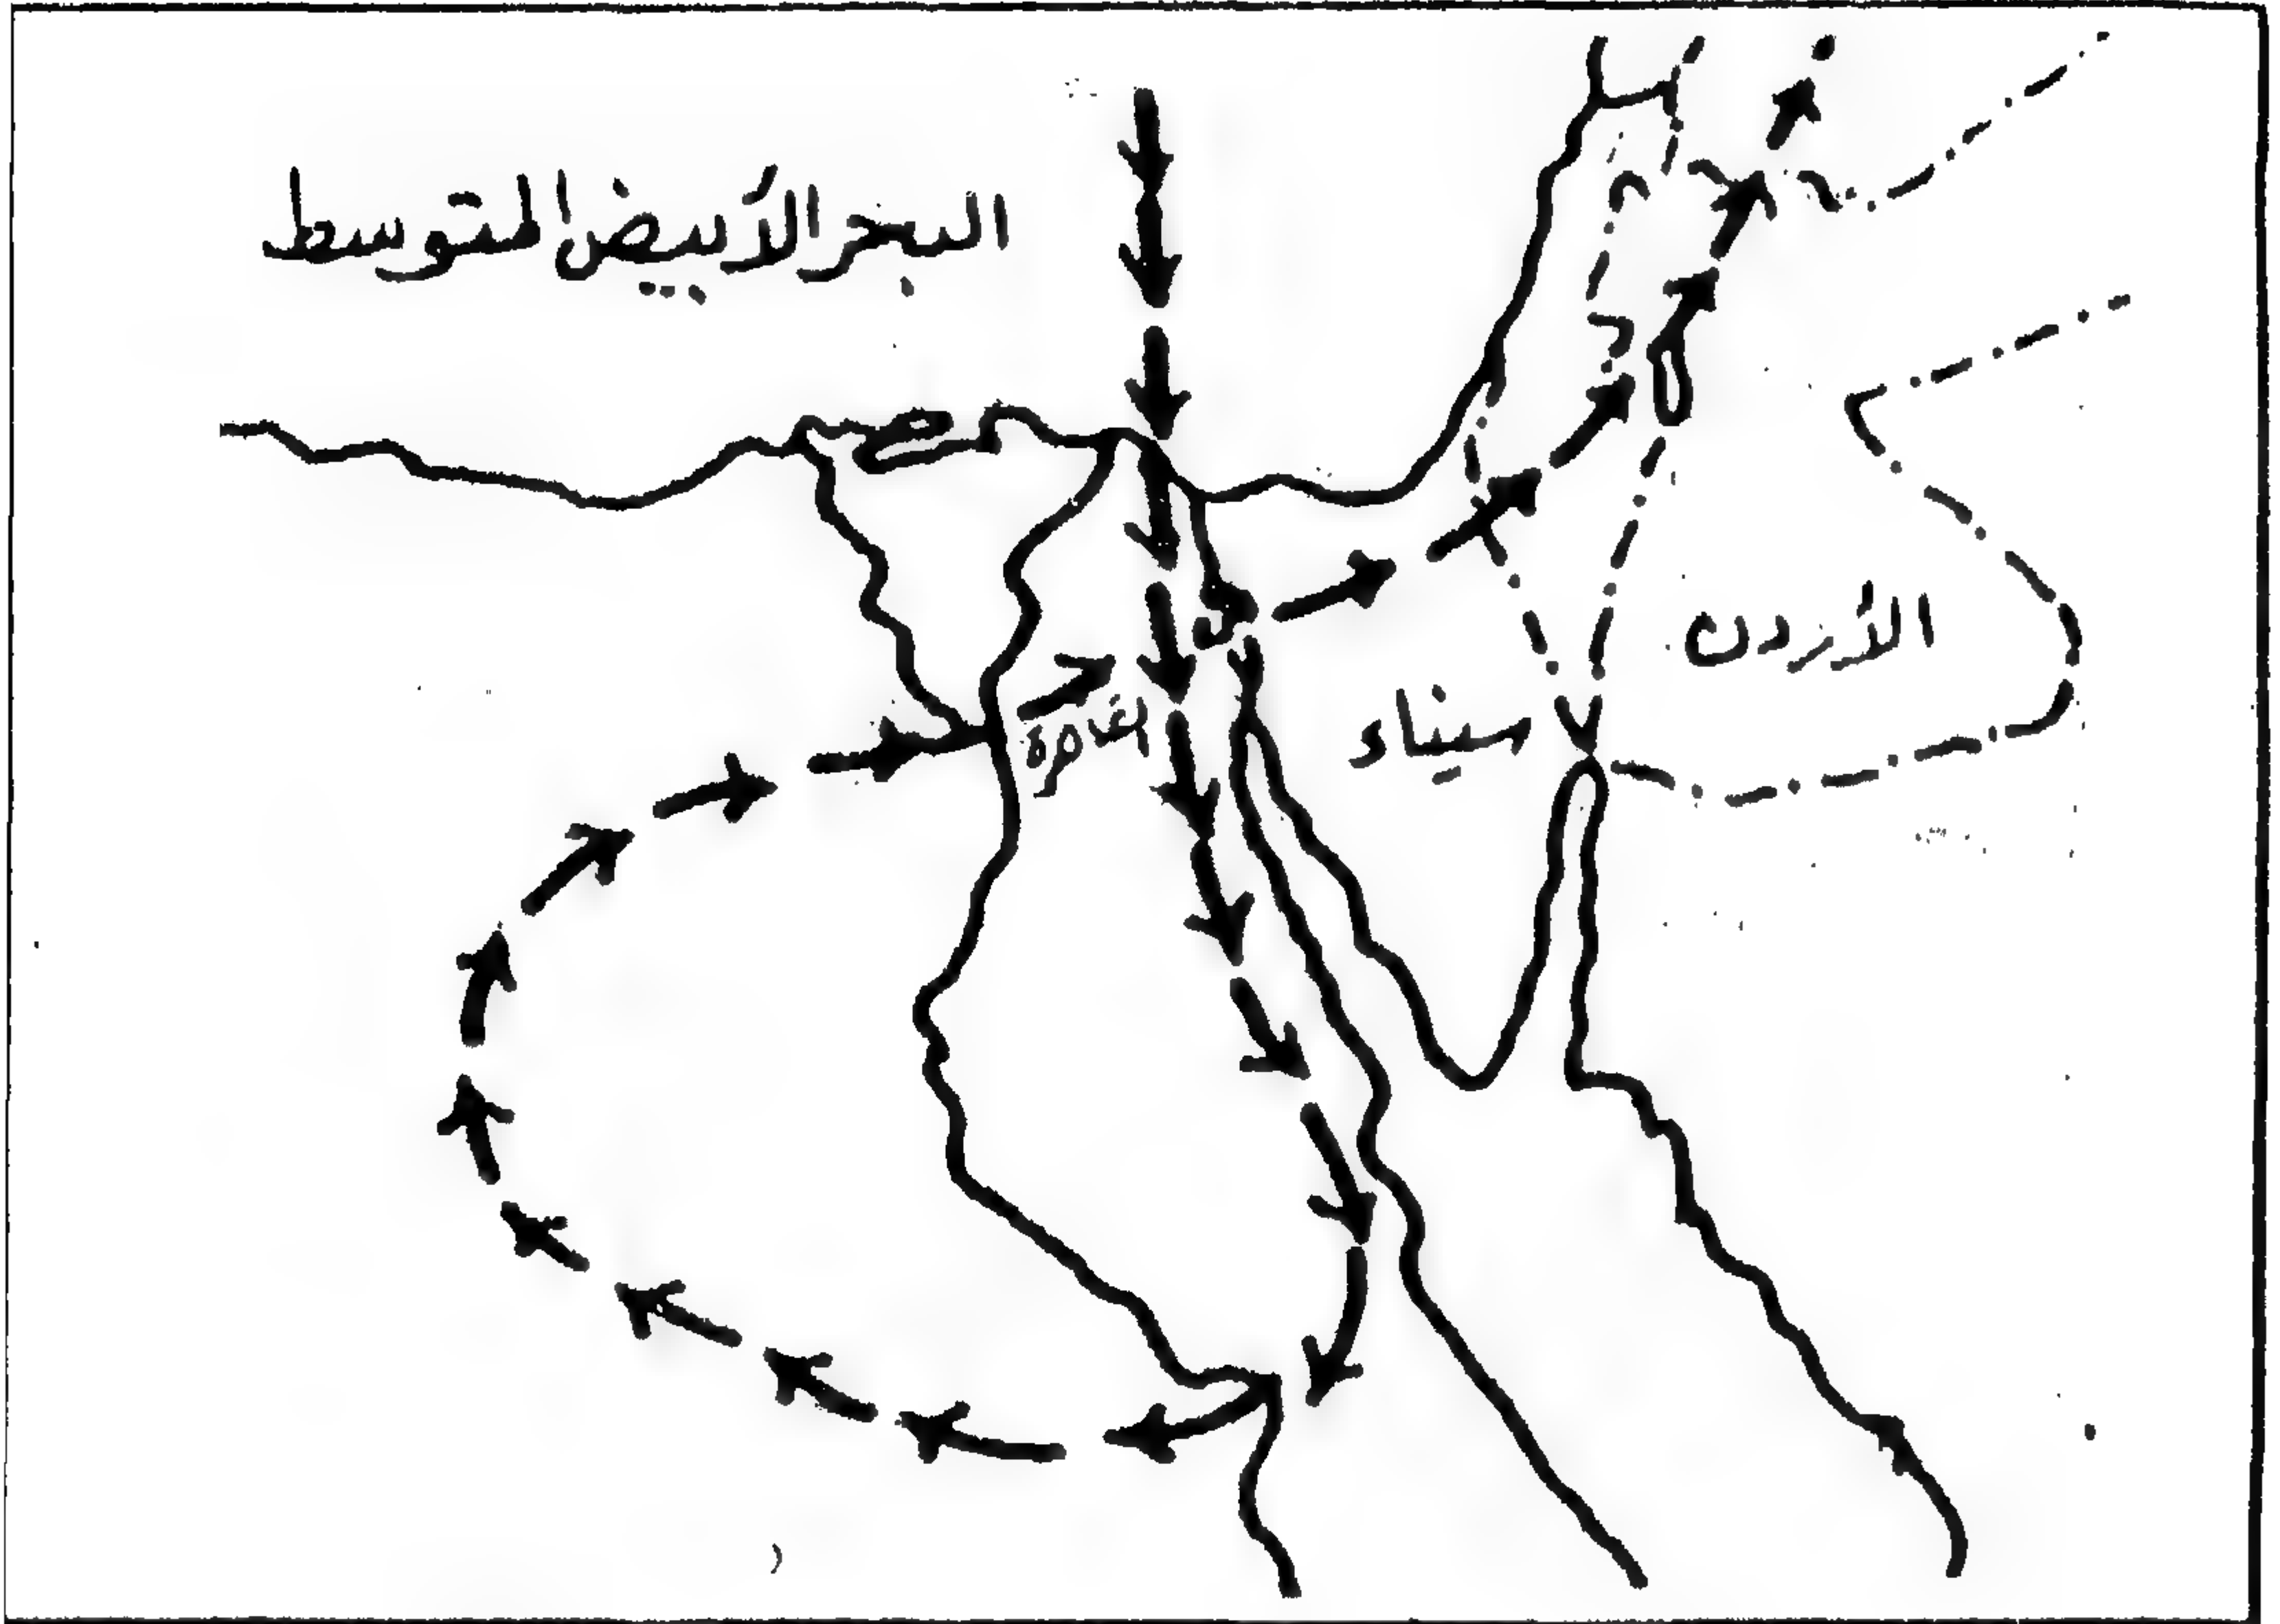 البحر الأبيض المتوسط
الأردن
سيناء
القاهرة